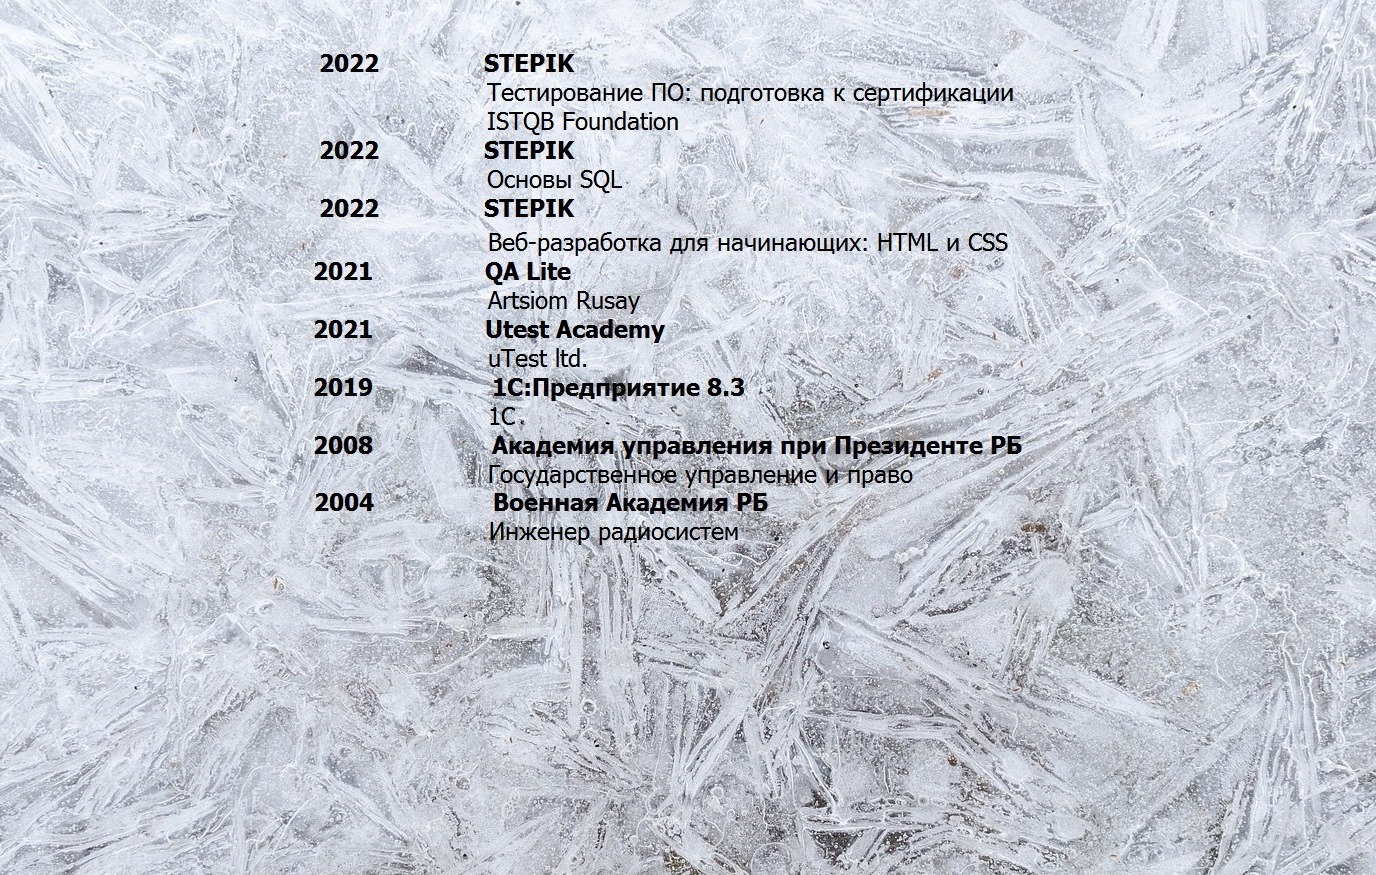 2022 STEPIK
Тестирование ПО: подготовка к сертификации
ISTQB Foundation
2022 STEPIK
Основы SQL
2022 STEPIK
Веб-разработка для начинающих: HTML и CSS
2021 QA Lite
Artsiom Rusay
2021 Utest Academy
uTest ltd.
2019 1С:Предприятие 8.3
1С
2008 Академия управления при Президенте РБ
Государственное управление и право
2004 Военная Академия РБ
Инженер радиосистем